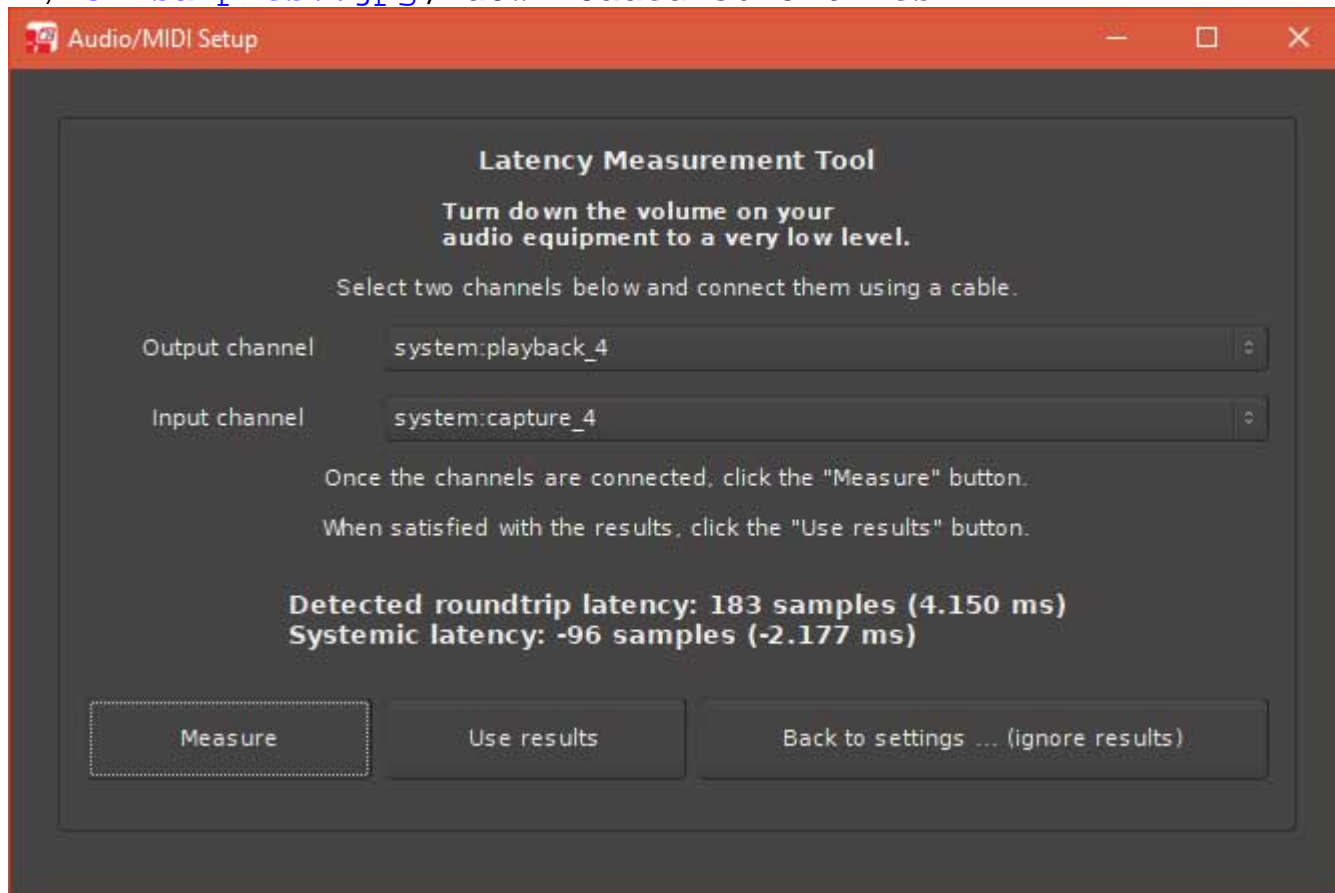 Audio/MIDI Setup
Latency Measurement Tool
Turn down the volume on your
audio equipment to a very low level.
Select two channels below and connect them using a cable.
Output channel system:playback_4
Input channel system:capture_4
Once the channels are connected, click the "Measure" button.
When satisfied with the results, click the "Use results" button.
Detected roundtrip latency: 183 samples (4.150 ms)
Systemic latency: -96 samples (-2.177 ms)
Measure Use results Back to settings ... (ignore results)